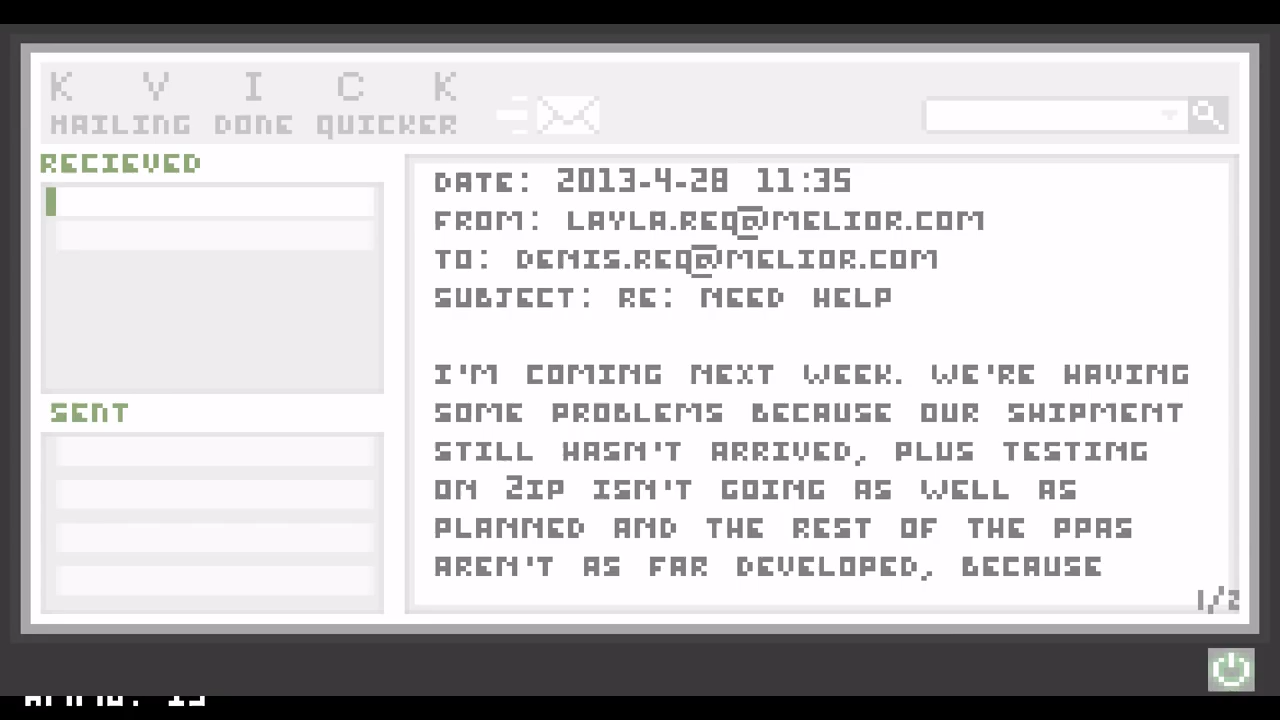 K V I C K
MAILING DONE QUICKER
RECIEVED
SENT
DATE: 2013-4-28 11:35
FROM: LAYLA.REQ@MELIOR.COM
TO: DENIS.REQ@MELIOR.COM
SUBJECT: RE: NEED HELP
I'M COMING NEXT WEEK. WE'RE HAVING
SOME PROBLEMS BECAUSE OUR SHIPMENT
STILL HASN'T ARRIVED, PLUS TESTING
ON ZIP ISN'T GOING AS WELL AS
PLANNED AND THE REST OF THE PPAS
AREN'T AS FAR DEVELOPED, BECAUSE
1/2